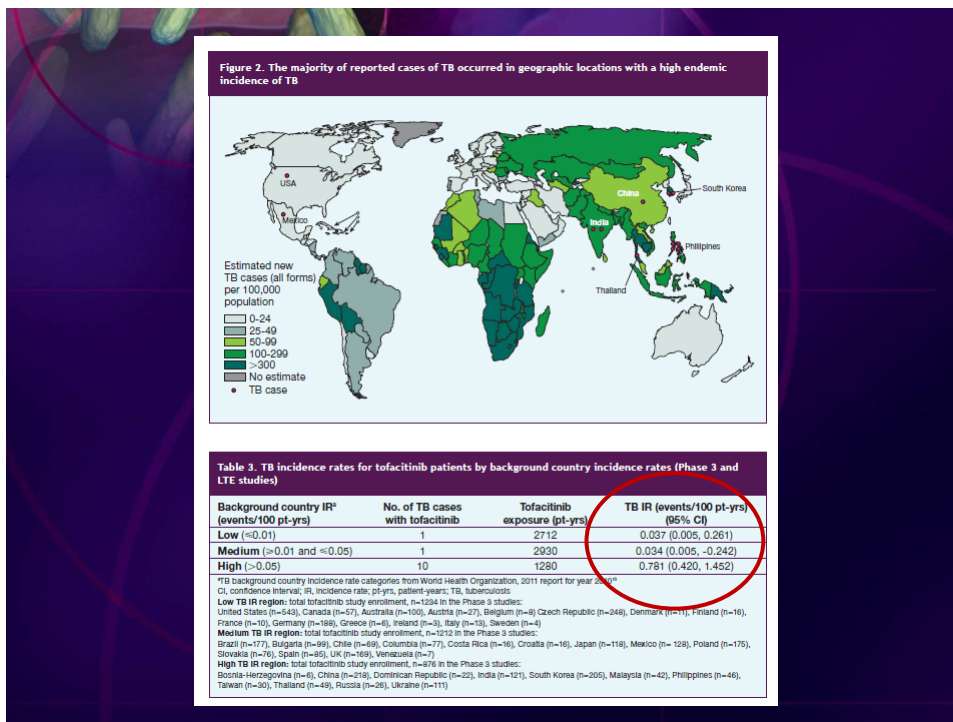 Figure 2. The majority of reported cases of TB occurred in geographic locations with a high endemic
incidence of TB
USA
Mexico
China
South Korea
India
Philipines
Thailand
Estimated new
TB cases (all forms)
per 100,000
population
0-24
25-49
50-99
100-299
>300
No estimate
TB case
Table 3. TB incidence rates for tofacitinib patients by background country incidence rates (Phase 3 and
LTE studies)
Background country IRª No. of TB cases Tofacitinib TB IR (events/100 pt-yrs)
(events/100 pt-yrs) with tofacitinib exposure (pt-yrs) (95% CI)
Low (≤0.01) 1 2712 0.037 (0.005, 0.261)
Medium (≥0.01 and ≤0.05) 1 2930 0.034 (0.005, -0.242)
High (>0.05) 10 1280 0.781 (0.420, 1.452)
ªTB background country incidence rate categories from World Health Organization, 2011 report for year
CI, confidence interval; IR, incidence rate; pt-yrs, patient-years; TB, tuberculosis
Low TB IR region: total tofacitinib study enrollment, n=1234 in the Phase 3 studies:
United States (n=543), Canada (n=57), Australia (n=100), Austria (n=27), Belgium (n=8) Czech Republic (n=248), Denmark (n=11), Finland (n=16),
France (n=10), Germany (n=188), Greece (n=6), Ireland (n=3), Italy (n=13), Sweden (n=4)
Medium TB IR region: total tofacitinib study enrollment, n=1212 in the Phase 3 studies:
Brazil (n=177), Bulgaria (n=99), Chile (n=69), Columbia (n=77), Costa Rica (n=16), Croatia (n=16), Japan (n=118), Mexico (n= 128), Poland (n=175),
Slovakia (n=76), Spain (n=85), UK (n=169), Venezuela (n=7)
High TB IR region: total tofacitinib study enrollment, n=876 in the Phase 3 studies:
Bosnia-Herzegovina (n=6), China (n=218), Dominican Republic (n=22), India (n=121), South Korea (n=205), Malaysia (n=42), Philippines (n=46),
Taiwan (n=30), Thailand (n=49), Russia (n=26), Ukraine (n=111)